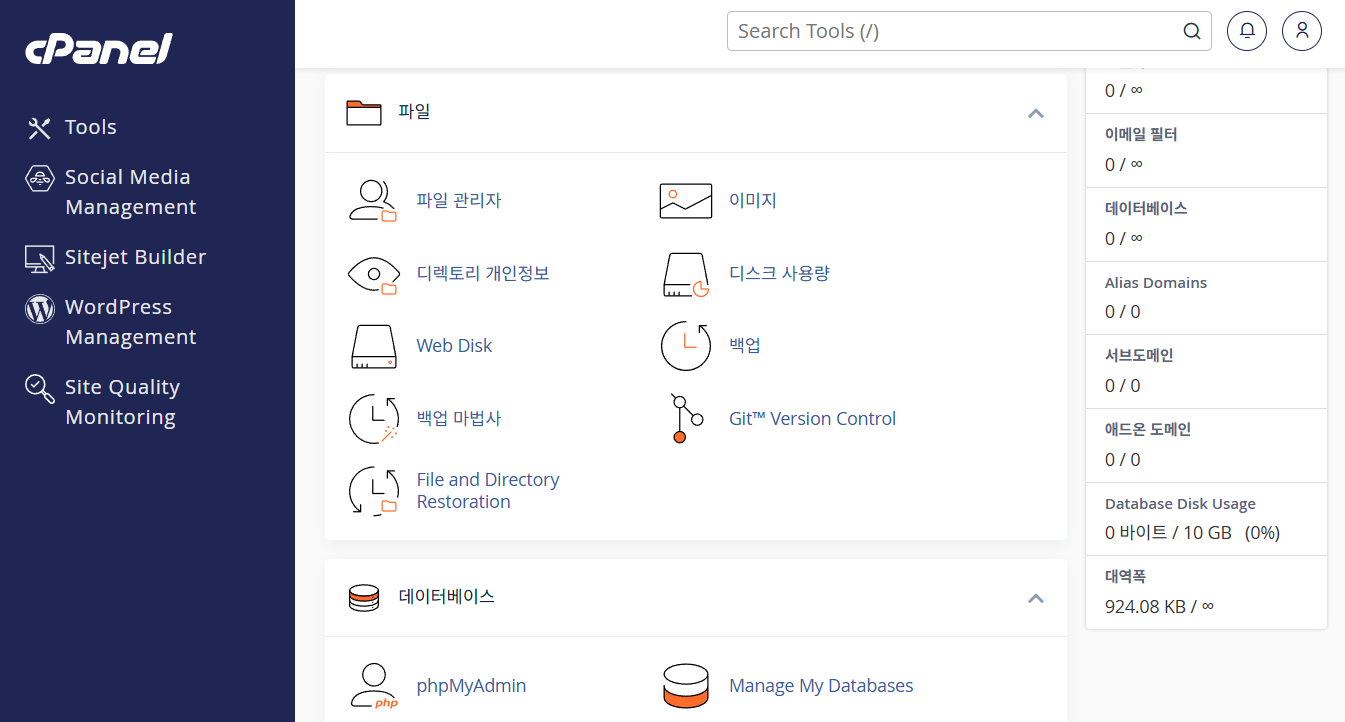 cPanel
Search Tools (/)
Tools
Social Media
Management
Sitejet Builder
WordPress
Management
Site Quality
Monitoring
파일
파일 관리자
이미지
디렉토리 개인정보
디스크 사용량
Web Disk
백업
백업 마법사
Git™ Version Control
File and Directory
Restoration
데이터베이스
phpMyAdmin
php
Manage My Databases
0 / ∞
이메일 필터
0 / ∞
데이터베이스
0 / ∞
Alias Domains
0 / 0
서브도메인
0 / 0
애드온 도메인
0 / 0
Database Disk Usage
0 바이트 / 10 GB (0%)
대역폭
924.08 KB / ∞